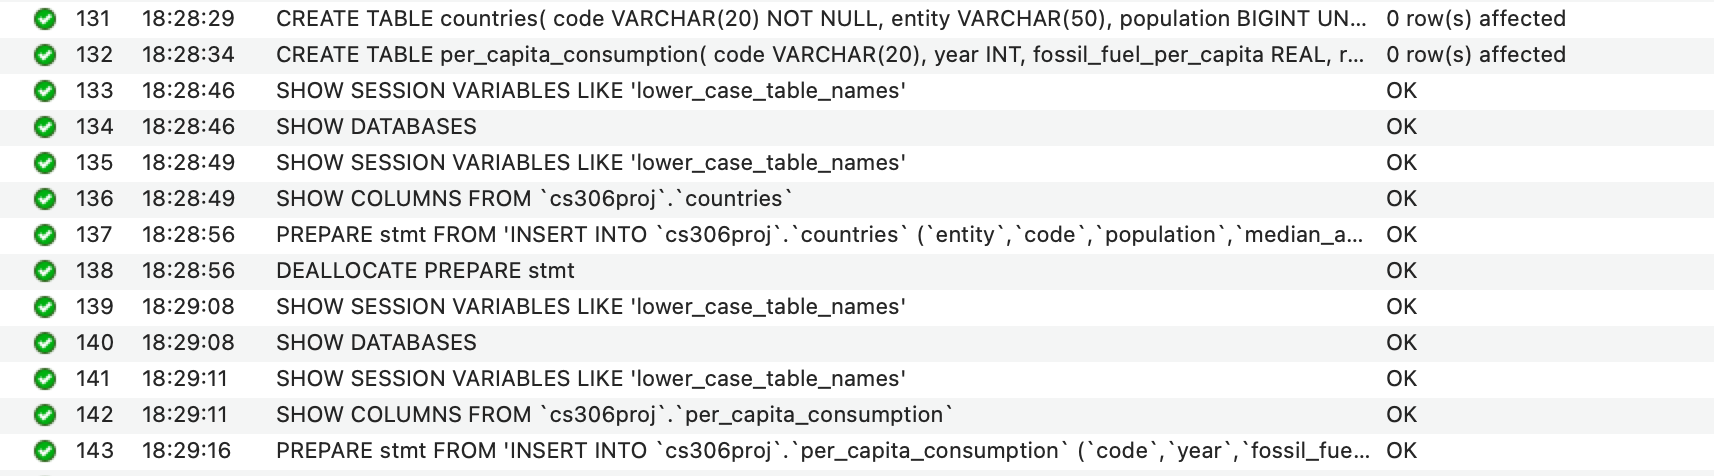 131 18:28:29 CREATE TABLE countries( code VARCHAR(20) NOT NULL, entity VARCHAR(50), population BIGINT UN... 0 row(s) affected
132 18:28:34 CREATE TABLE per_capita_consumption( code VARCHAR(20), year INT, fossil_fuel_per_capita REAL, r... 0 row(s) affected
133 18:28:46 SHOW SESSION VARIABLES LIKE 'lower_case_table_names' OK
134 18:28:46 SHOW DATABASES OK
135 18:28:49 SHOW SESSION VARIABLES LIKE 'lower_case_table_names' OK
136 18:28:49 SHOW COLUMNS FROM `cs306proj`.`countries` OK
137 18:28:56 PREPARE stmt FROM 'INSERT INTO `cs306proj`.`countries` (`entity`,`code`,`population`,`median_a... OK
138 18:28:56 DEALLOCATE PREPARE stmt OK
139 18:29:08 SHOW SESSION VARIABLES LIKE 'lower_case_table_names' OK
140 18:29:08 SHOW DATABASES OK
141 18:29:11 SHOW SESSION VARIABLES LIKE 'lower_case_table_names' OK
142 18:29:11 SHOW COLUMNS FROM `cs306proj`.`per_capita_consumption` OK
143 18:29:16 PREPARE stmt FROM 'INSERT INTO `cs306proj`.`per_capita_consumption` (`code`,`year`,`fossil_fue... OK